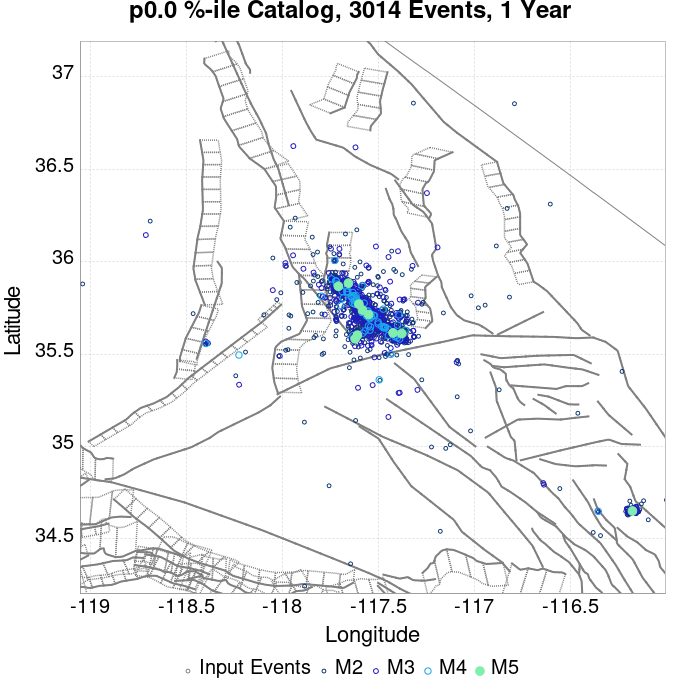 p0.0 %-ile Catalog, 3014 Events, 1 Year
37
36.5
36
35.5
35
34.5
Latitude
-119 -118.5 -118 -117.5 -117 -116.5
Longitude
Input Events M2 M3 M4 M5